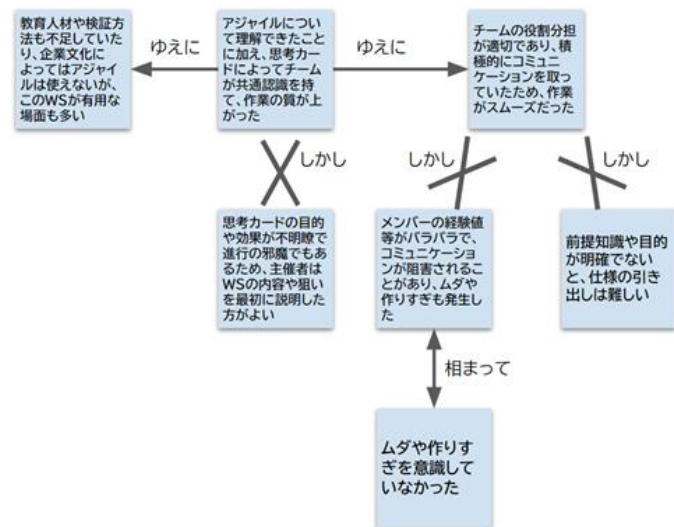 教育人材や検証方
法も不足していた
り、企業文化に
よってはアジャイ
ルは使えないが、
このWSが有用な
場面も多い
ゆえに
アジャイルについ
て理解できたこと
に加え、思考カー
ドによってチーム
が共通認識を持
て、作業の質が上
がった
ゆえに
チームの役割分担
が適切であり、積
極的にコミュニ
ケーションを取っ
ていたため、作業
がスムーズだった
しかし
しかし
しかし
思考カードの目的
や効果が不明瞭で
進行の邪魔でもあ
るため、主催者は
WSの内容や狙い
を最初に説明した
方がよい
メンバーの経験値
等がバラバラで、
コミュニケーショ
ンが阻害されるこ
とがあり、ムダや
作りすぎも発生し
た
前提知識や目的
が明確でない
と、仕様の引き
出しは難しい
相まって
ムダや作りす
ぎを意識して
いなかった